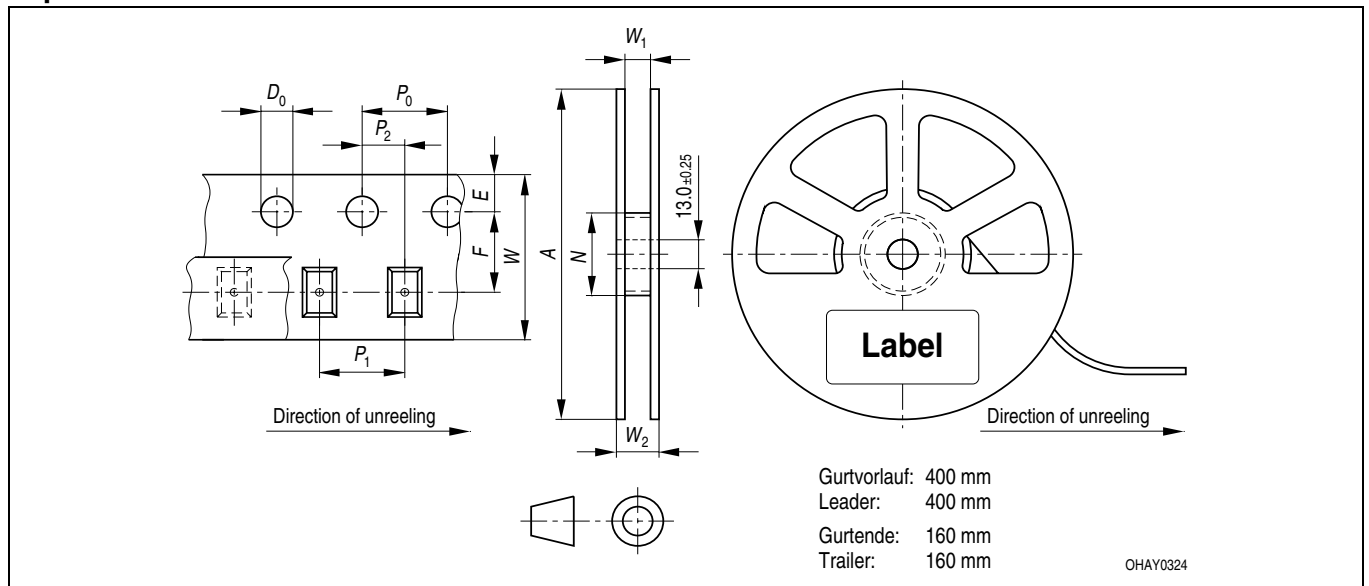 W1
D0
P0
P2
E
F
W
A
N
13.0 ±0.25
P1
W2
Label
Direction of unreeling
Direction of unreeling
Gurtvorlauf: 400 mm
Leader: 400 mm
Gurtende: 160 mm
Trailer: 160 mm
OHAY0324